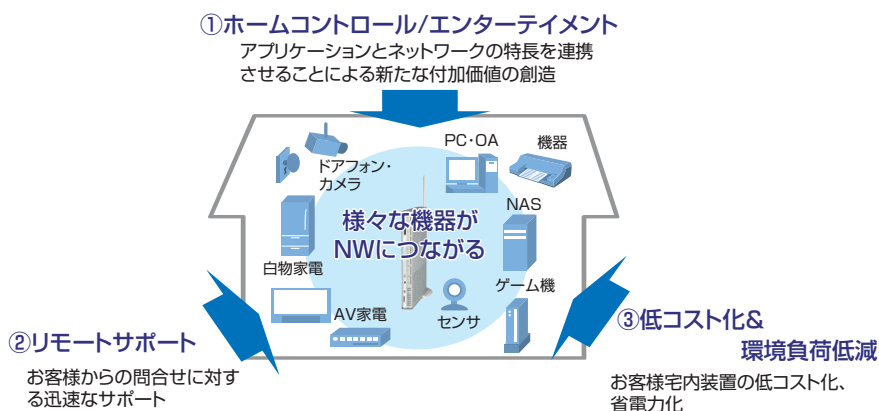 ①ホームコントロール/エンターテイメント
アプリケーションとネットワークの特長を連携
させることによる新たな付加価値の創造
PC・OA
機器
ドアフォン・
カメラ
NAS
様々な機器が
NWにつながる
白物家電
ゲーム機
AV家電
センサ
②リモートサポート
お客様からの問合せに対す
る迅速なサポート
③低コスト化&
環境負荷低減
お客様宅内装置の低コスト化、
省電力化